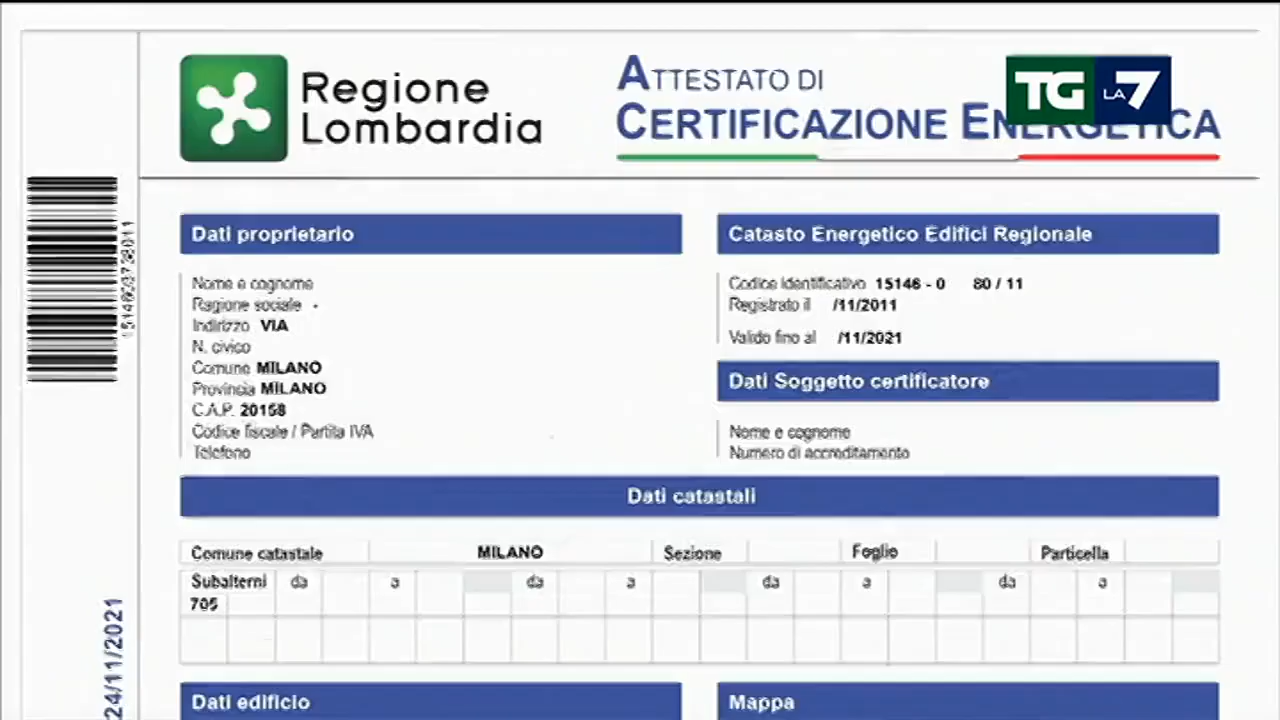 Regione
Lombardia
ATTESTATO DI
CERTIFICAZIONE ENERGETICA
TG LA7
Dati proprietario
Nome e cognome
Ragione sociale -
Indirizzo VIA
N. civico
Comune MILANO
Provincia MILANO
C.A.P. 20158
Codice fiscale / Partita IVA
Telefono
Catasto Energetico Edifici Regionale
Codice identificativo 15146 - 0 80 / 11
Registrato il /11/2011
Valido fino al /11/2021
Dati Soggetto certificatore
Nome e cognome
Numero di accreditamento
Dati catastali
Comune catastale MILANO Sezione Foglio Particella
Subalterni da a da a da a da a
705
24/11/2021
Dati edificio
Mappa